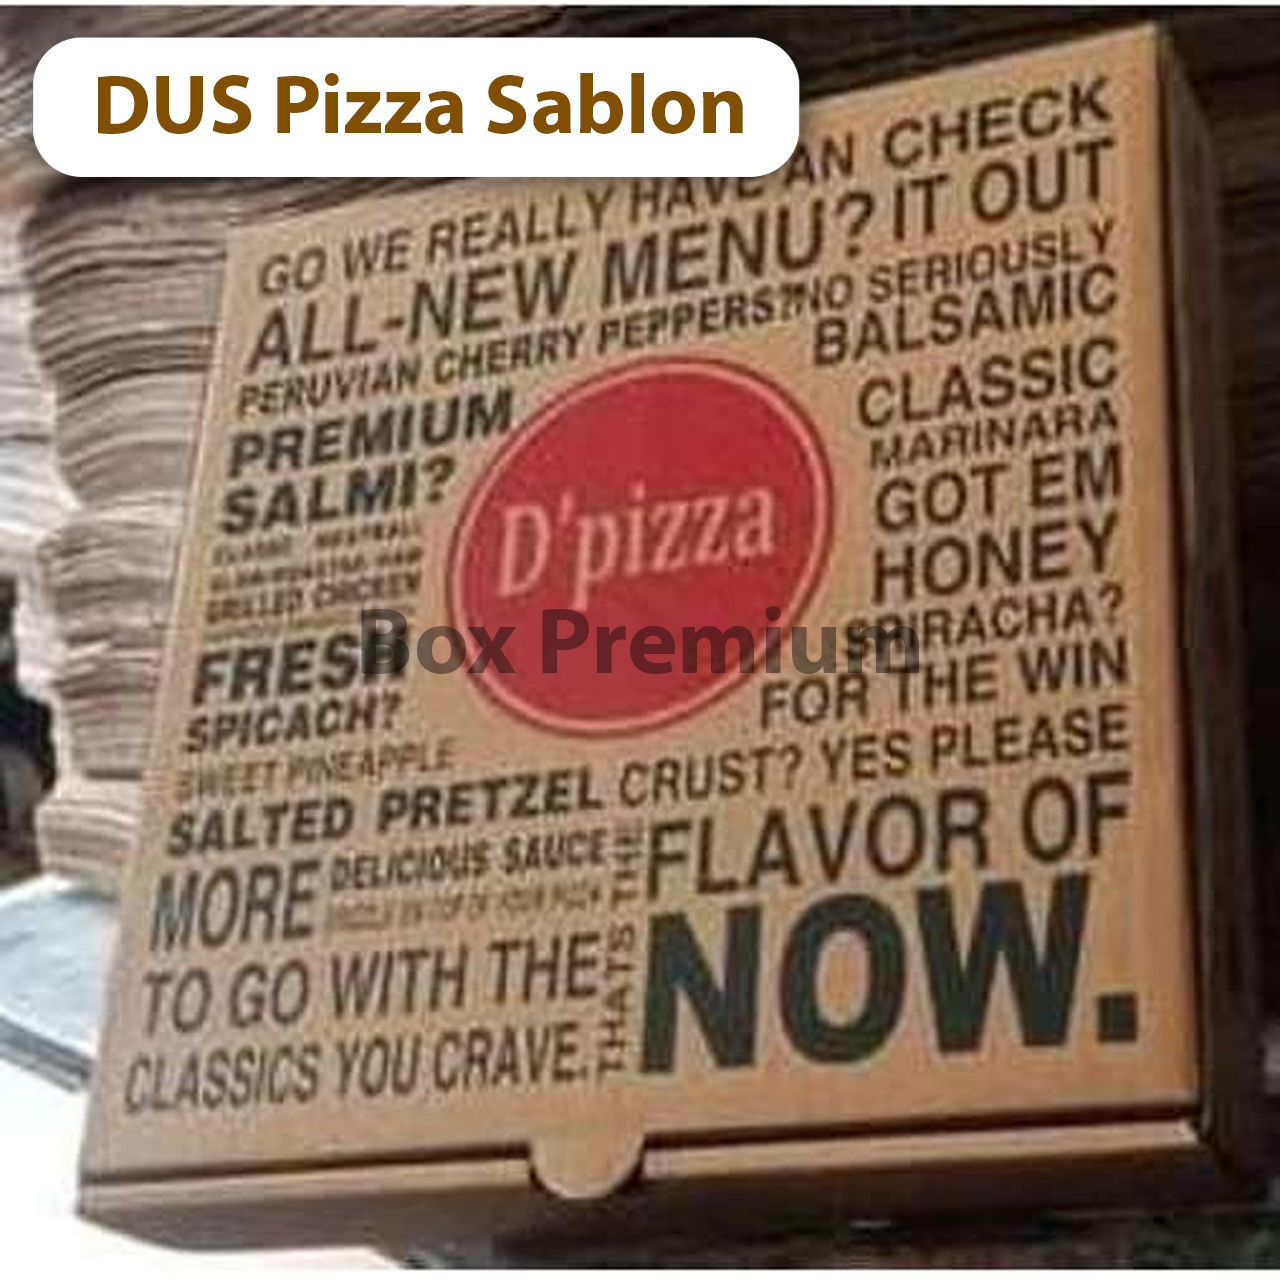 DUS Pizza Sablon
GO WE REALLY HAVE AN CHECK
ALL-NEW MENU? IT OUT
PERUVIAN CHERRY PEPPERS? NO SERIOUSLY
BALSAMIC
PREMIUM
SALMI?
CLASSIC
MARINARA
GOT EM
HONEY
SRIRACHA?
FOR THE WIN
D'pizza
Box Premium
GRILLED CHICKEN
FRESH
SPICACH?
SWEET PINEAPPLE
SALTED PRETZEL CRUST? YES PLEASE
MORE DELICIOUS SAUCE
TO GO WITH THE
CLASSICS YOU CRAVE.
THATS THE
FLAVOR OF
NOW.